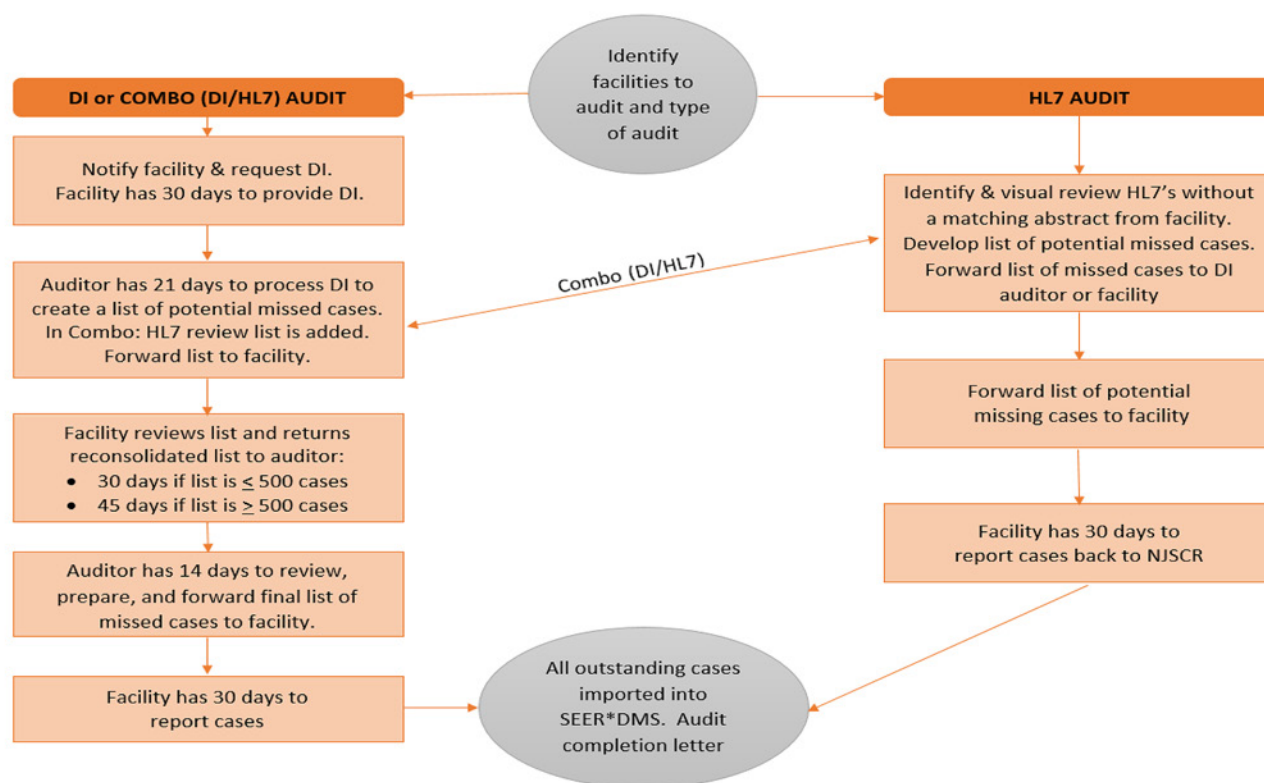 Identify
facilities to
audit and type
of audit
DI or COMBO (DI/HL7) AUDIT
Notify facility & request DI.
Facility has 30 days to provide DI.
Auditor has 21 days to process DI to
create a list of potential missed cases.
In Combo: HL7 review list is added.
Forward list to facility.
Facility reviews list and returns
reconsolidated list to auditor:
• 30 days if list is ≤ 500 cases
• 45 days if list is ≥ 500 cases
Auditor has 14 days to review,
prepare, and forward final list of
missed cases to facility.
Facility has 30 days to
report cases
Combo (DI/HL7)
HL7 AUDIT
Identify & visual review HL7's without
a matching abstract from facility.
Develop list of potential missed cases.
Forward list of missed cases to DI
auditor or facility
Forward list of potential
missing cases to facility
Facility has 30 days to
report cases back to NJSCR
All outstanding cases
imported into
SEER*DMS. Audit
completion letter